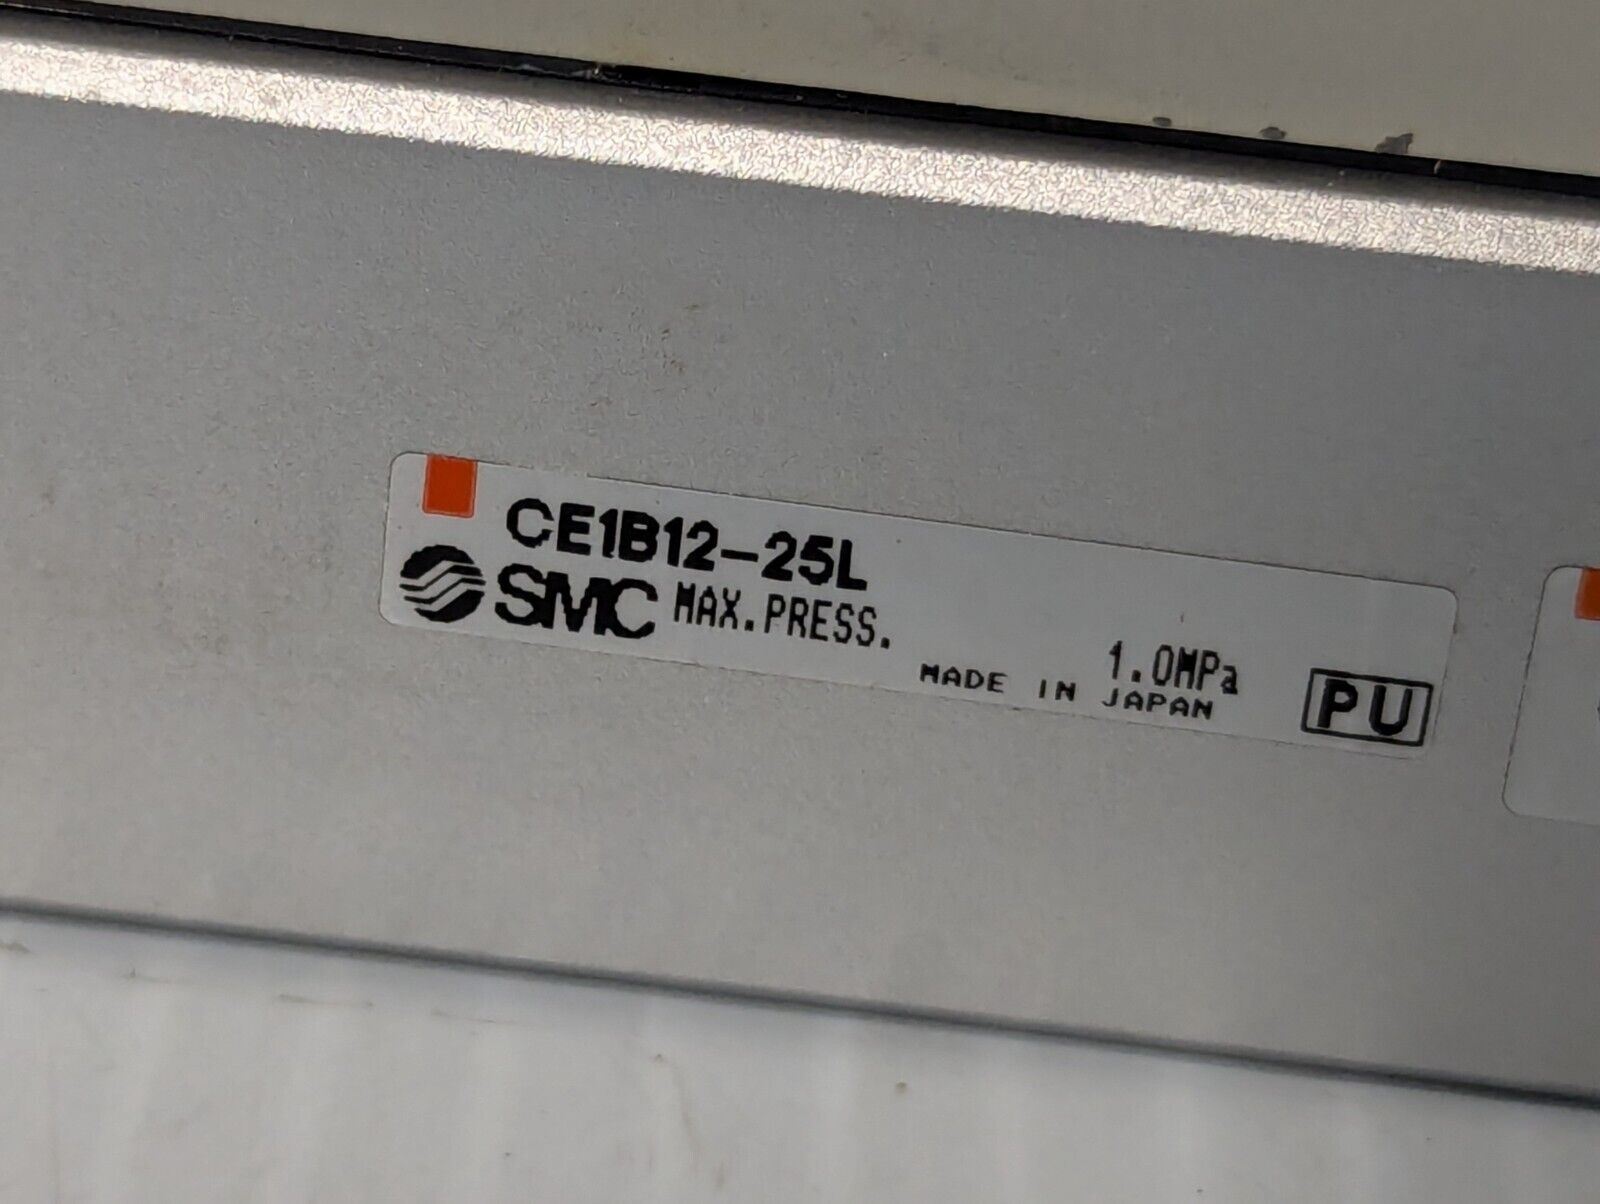 CE1B12-25L
SMC MAX.PRESS. 1.0MPa
MADE IN JAPAN
PU